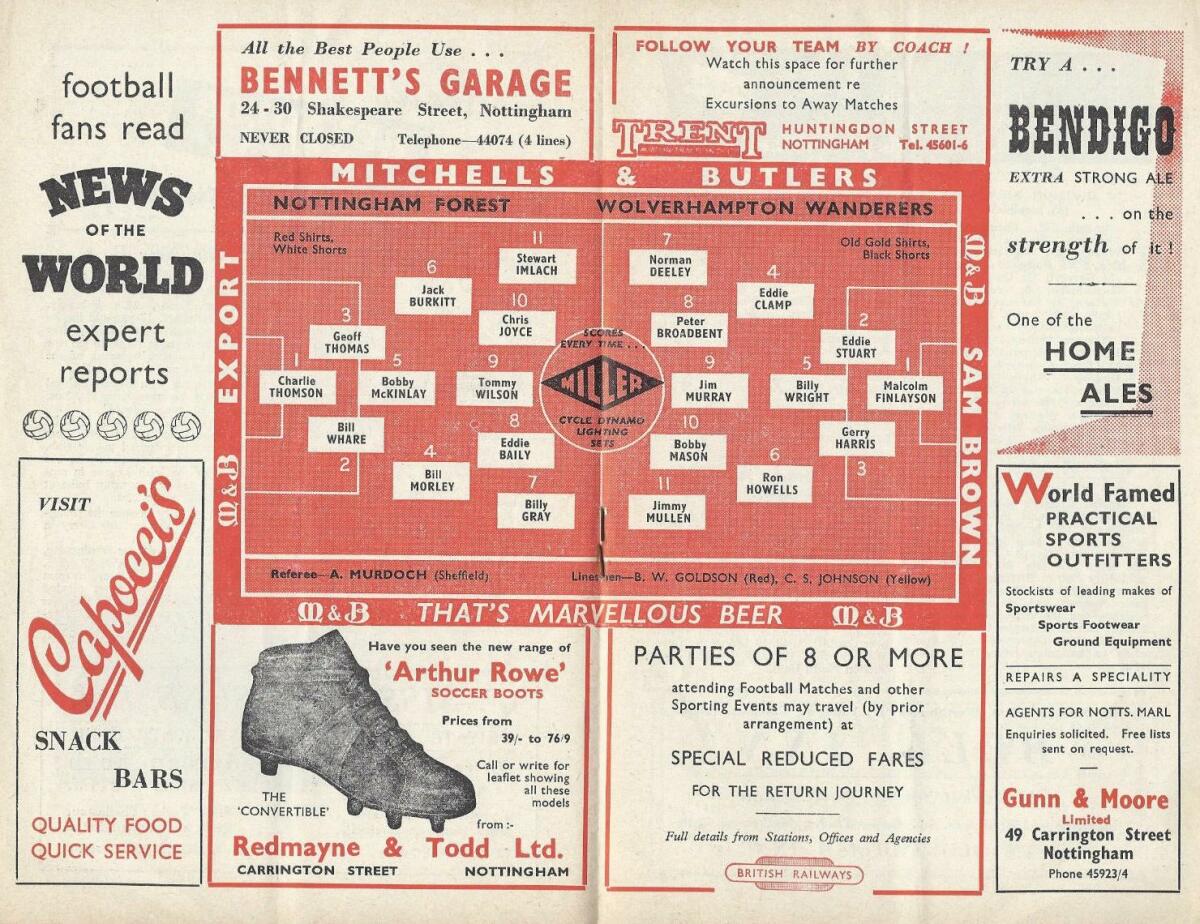 football
fans read
NEWS
OF THE
WORLD
expert
reports
VISIT
Capocci's
SNACK
BARS
QUALITY FOOD
QUICK SERVICE
All the Best People Use . . .
BENNETT'S GARAGE
24 - 30 Shakespeare Street, Nottingham
NEVER CLOSED Telephone—44074 (4 lines)
FOLLOW YOUR TEAM BY COACH !
Watch this space for further
announcement re
Excursions to Away Matches
TRENT
HUNTINGDON STREET
NOTTINGHAM Tel. 45601-6
MITCHELLS & BUTLERS
NOTTINGHAM FOREST
WOLVERHAMPTON WANDERERS
Red Shirts,
White Shorts
Old Gold Shirts,
Black Shorts
M&B EXPORT
M&B SAM BROWN
1
Charlie
THOMSON
3
Geoff
THOMAS
Bill
WHARE
2
6
Jack
BURKITT
5
Bobby
McKINLAY
4
Bill
MORLEY
11
Stewart
IMLACH
10
Chris
JOYCE
9
Tommy
WILSON
8
Eddie
BAILY
7
Billy
GRAY
SCORES
EVERY TIME . . .
MILLER
CYCLE DYNAMO
LIGHTING
SETS
7
Norman
DEELEY
8
Peter
BROADBENT
9
Jim
MURRAY
10
Bobby
MASON
11
Jimmy
MULLEN
4
Eddie
CLAMP
5
Billy
WRIGHT
6
Ron
HOWELLS
2
Eddie
STUART
Gerry
HARRIS
3
1
Malcolm
FINLAYSON
Referee—A. MURDOCH (Sheffield)
Linesmen—B. W. GOLDSON (Red), C. S. JOHNSON (Yellow)
M&B THAT'S MARVELLOUS BEER M&B
Have you seen the new range of
'Arthur Rowe'
SOCCER BOOTS
Prices from
39/- to 76/9
Call or write for
leaflet showing
all these
models
from :-
THE
'CONVERTIBLE'
Redmayne & Todd Ltd.
CARRINGTON STREET NOTTINGHAM
PARTIES OF 8 OR MORE
attending Football Matches and other
Sporting Events may travel (by prior
arrangement) at
SPECIAL REDUCED FARES
FOR THE RETURN JOURNEY
Full details from Stations, Offices and Agencies
BRITISH RAILWAYS
TRY A . . .
BENDIGO
EXTRA STRONG ALE
. . . on the
strength of it !
One of the
HOME
ALES
World Famed
PRACTICAL
SPORTS
OUTFITTERS
Stockists of leading makes of
Sportswear
Sports Footwear
Ground Equipment
REPAIRS A SPECIALITY
AGENTS FOR NOTTS. MARL
Enquiries solicited. Free lists
sent on request.
Gunn & Moore
Limited
49 Carrington Street
Nottingham
Phone 45923/4